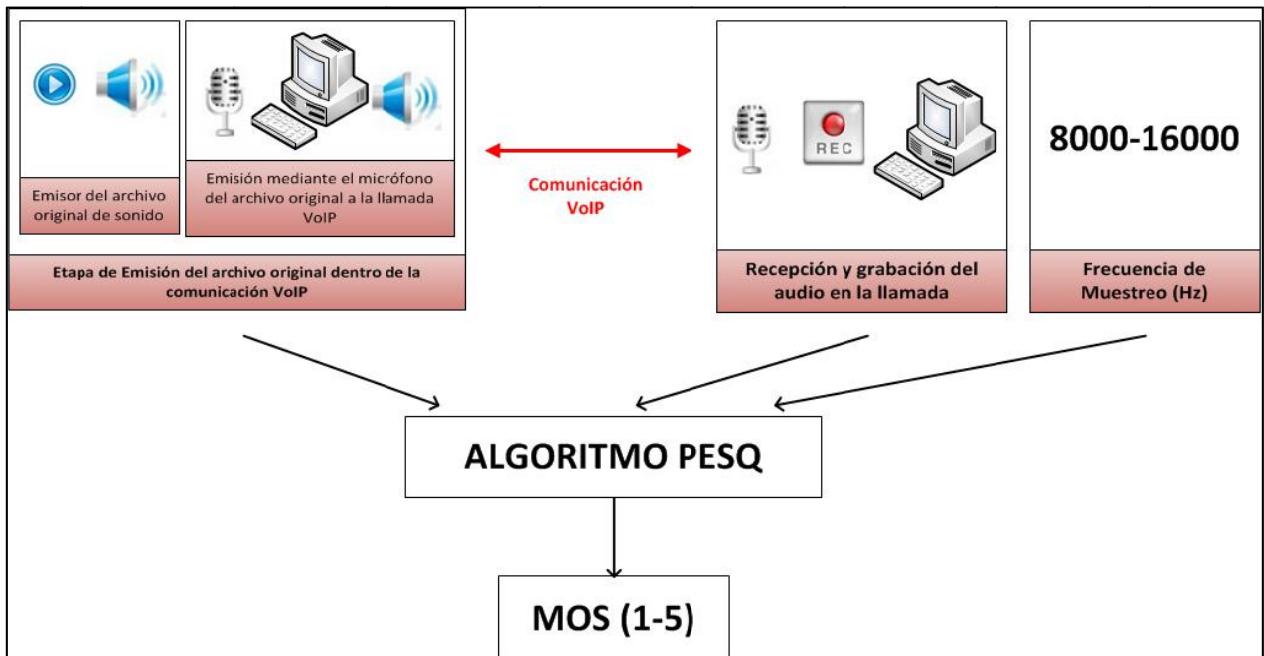 Emisor del archivo
original de sonido
Emisión mediante el micrófono
del archivo original a la llamada
VoIP
Etapa de Emisión del archivo original dentro de la
comunicación VoIP
Comunicación
VoIP
REC
Recepción y grabación del
audio en la llamada
8000-16000
Frecuencia de
Muestreo (Hz)
ALGORITMO PESQ
MOS (1-5)